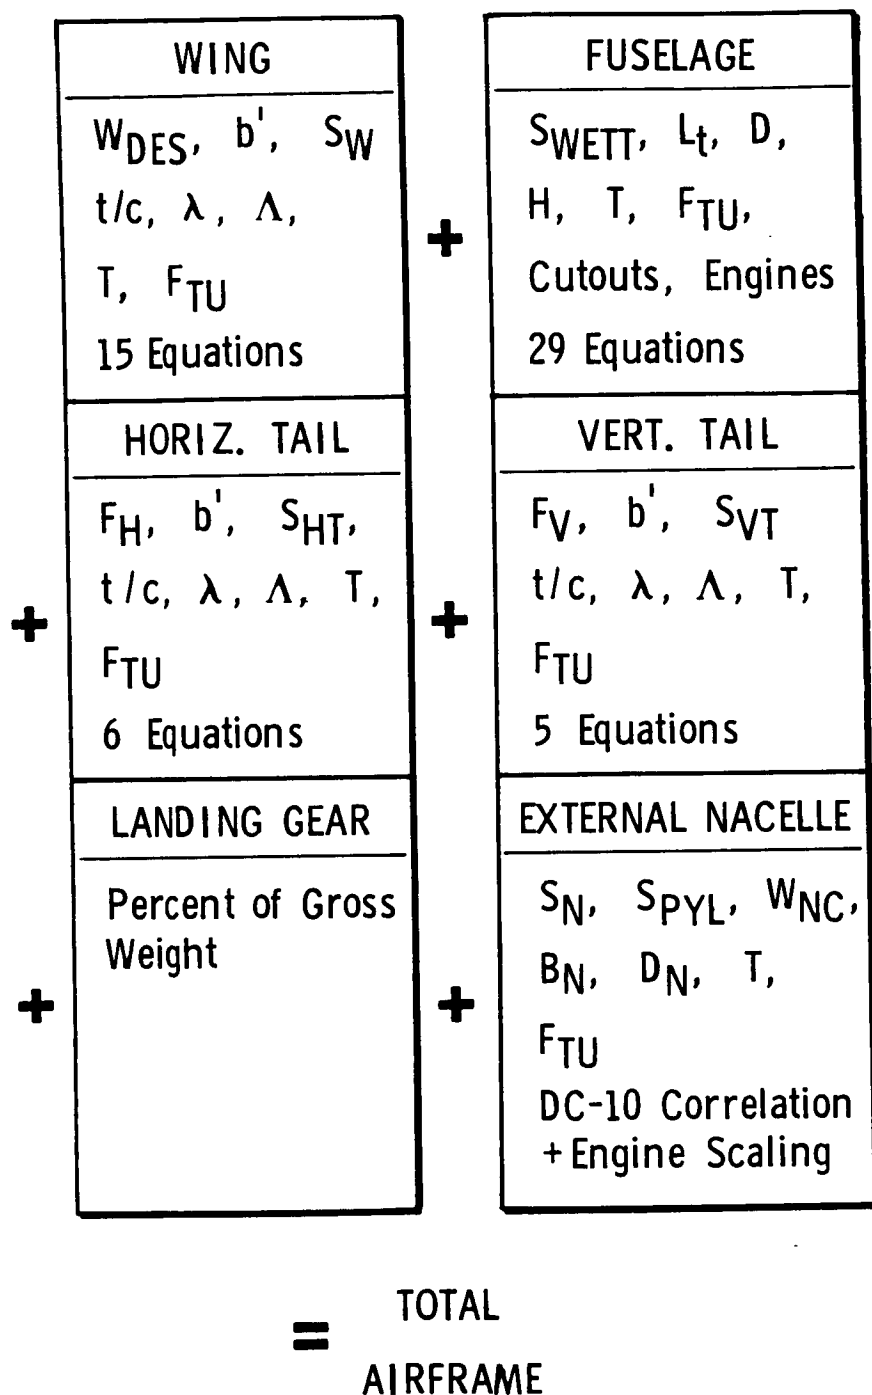 WING
W_DES, b', S_W
t/c, λ, Λ,
T, F_TU
15 Equations
+
FUSELAGE
S_WETT, L_t, D,
H, T, F_TU,
Cutouts, Engines
29 Equations
+
HORIZ. TAIL
F_H, b', S_HT,
t/c, λ, Λ, T,
F_TU
6 Equations
+
VERT. TAIL
F_V, b', S_VT
t/c, λ, Λ, T,
F_TU
5 Equations
+
LANDING GEAR
Percent of Gross
Weight
+
EXTERNAL NACELLE
S_N, S_PYL, W_NC,
B_N, D_N, T,
F_TU
DC-10 Correlation
+ Engine Scaling
= TOTAL
AIRFRAME